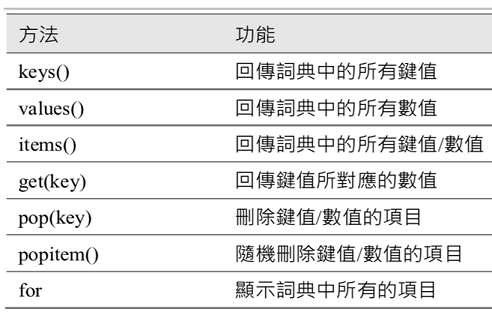 方法 功能
keys() 回傳詞典中的所有鍵值
values() 回傳詞典中的所有數值
items() 回傳詞典中的所有鍵值/數值
get(key) 回傳鍵值所對應的數值
pop(key) 刪除鍵值/數值的項目
popitem() 隨機刪除鍵值/數值的項目
for 顯示詞典中所有的項目